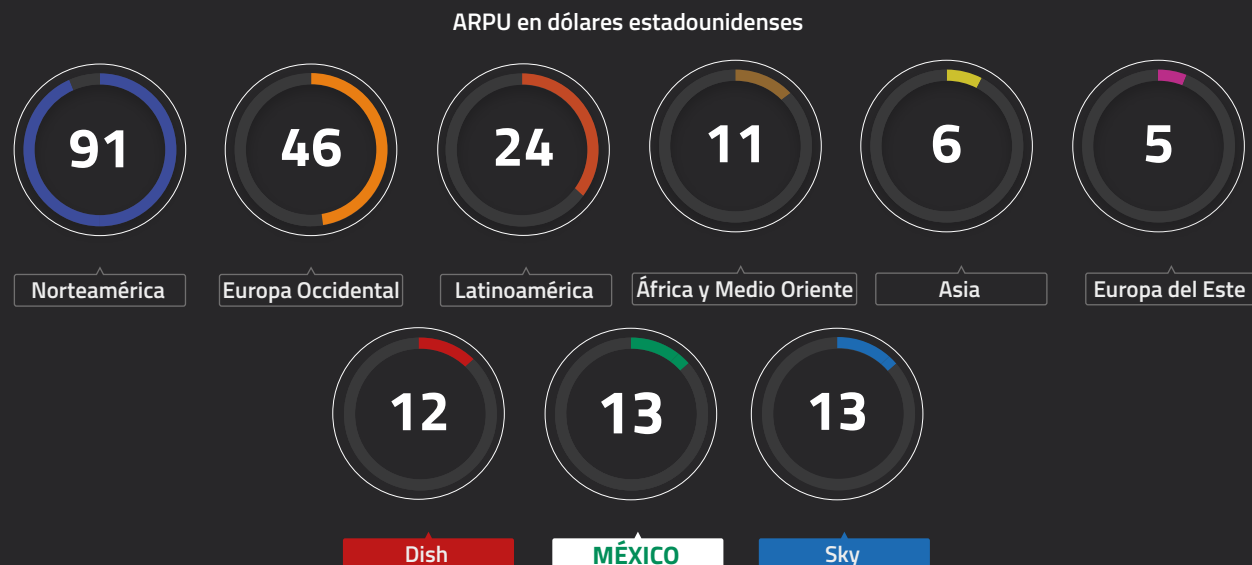 ARPU en dólares estadounidenses
91
46
24
11
6
5
Norteamérica
Europa Occidental
Latinoamérica
África y Medio Oriente
Asia
Europa del Este
12
13
13
Dish
MÉXICO
Sky